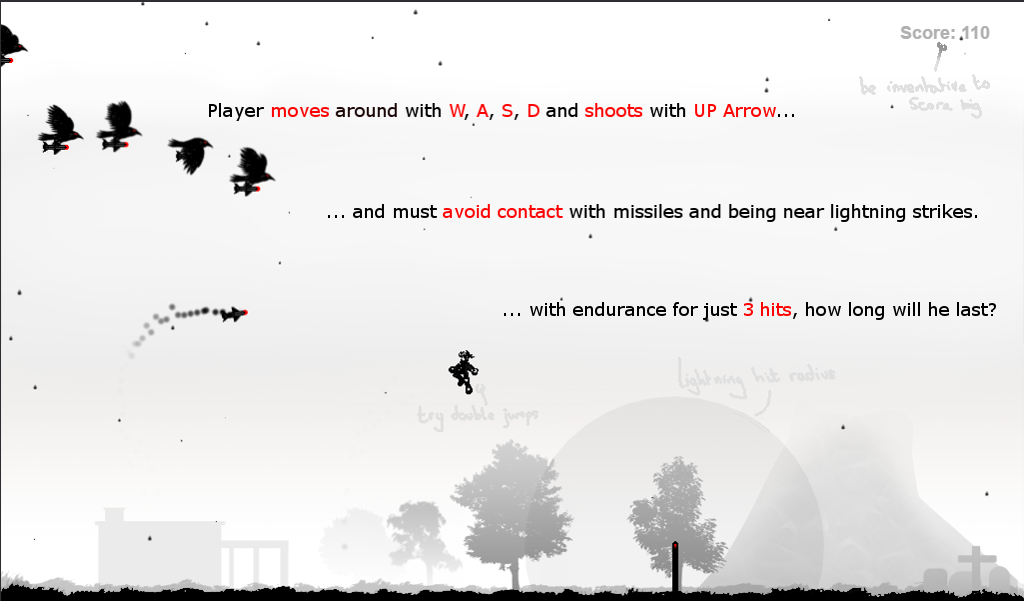 Score: 110
be inventative to
Score big
Player moves around with W, A, S, D and shoots with UP Arrow...
... and must avoid contact with missiles and being near lightning strikes.
... with endurance for just 3 hits, how long will he last?
lightning hit radius
try double jumps